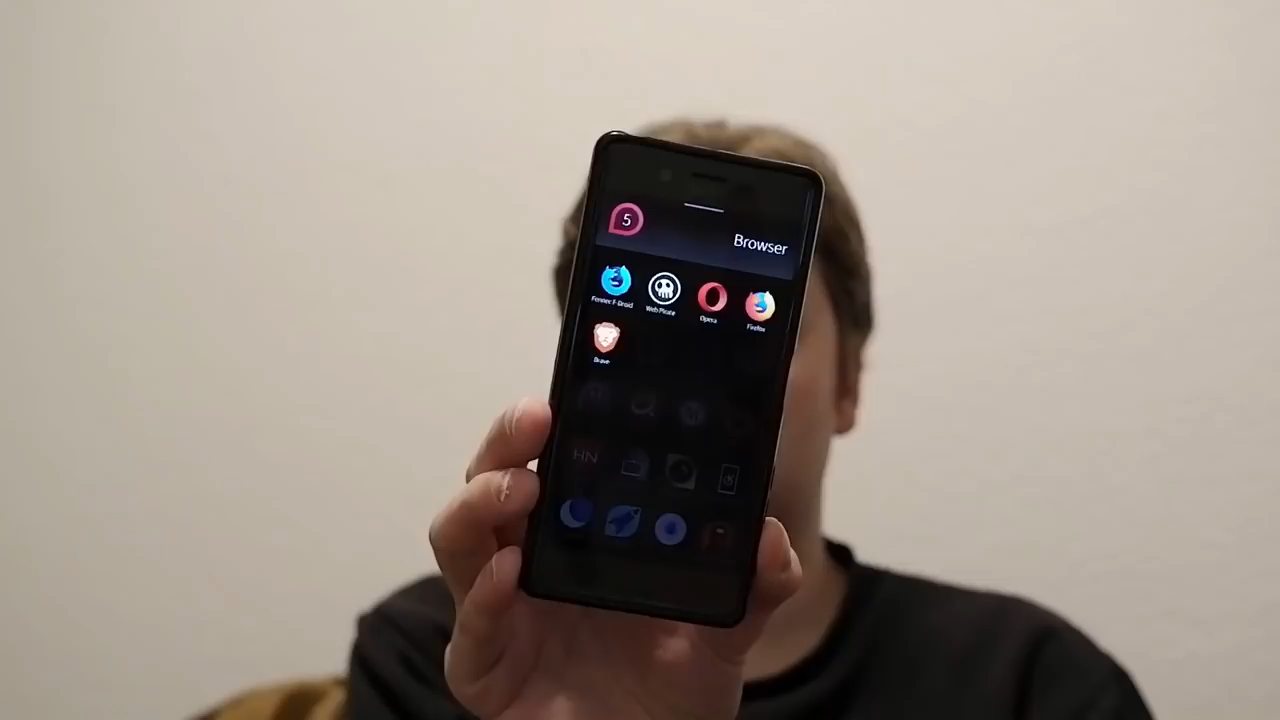 5
Browser
Fennec F-Droid
Web Pirate
Opera
Firefox
Brave
HN